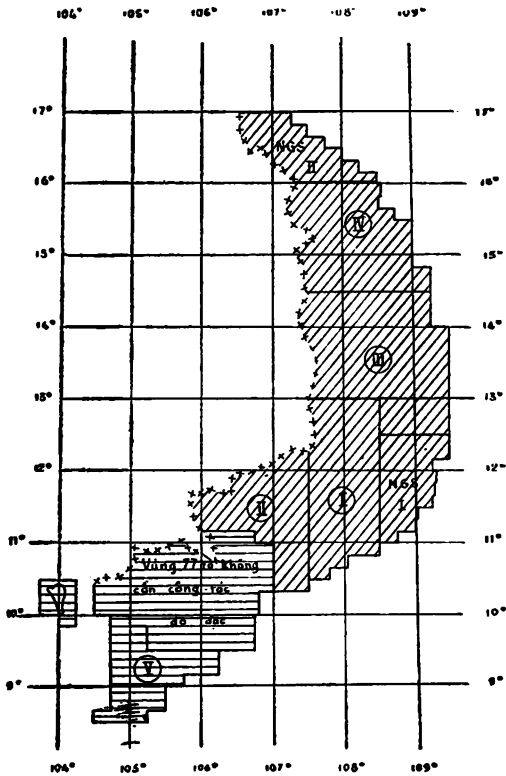 104° 105° 106° 107° 108° 109°
17° 17°
NGS
II
16° 16°
IV
15° 15°
14° 14°
III
13° 13°
12° 12°
NGS
I
II I
11° 11°
Vùng 77 tờ không
cần công-tác
10° 10°
đo đạc
V
9° 9°
104° 105° 106° 107° 108° 109°